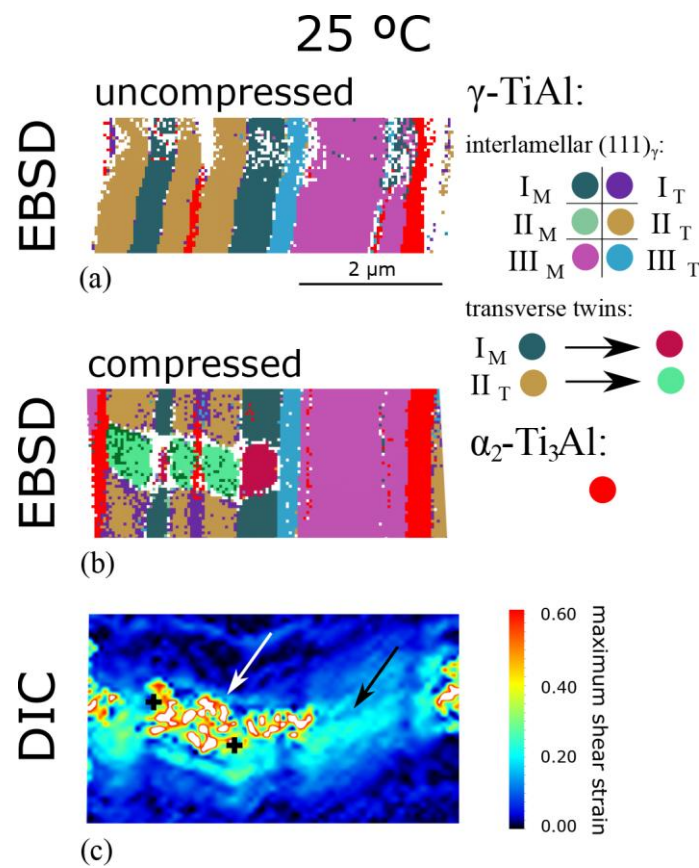 25 ºC
EBSD
uncompressed
2 µm
(a)
γ-TiAl:
interlamellar (111)γ:
I M I T
II M II T
III M III T
transverse twins:
I M
II T
α2-Ti3Al:
EBSD
compressed
(b)
DIC
0.60
0.40
0.20
0.00
maximum shear strain
(c)